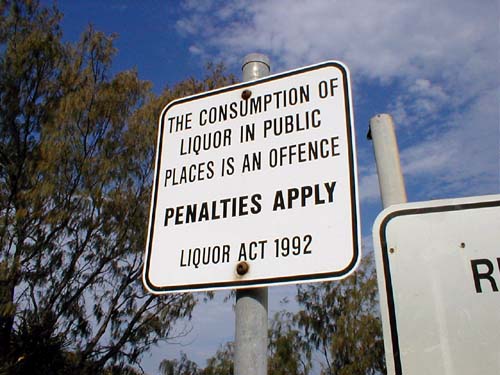 THE CONSUMPTION OF
LIQUOR IN PUBLIC
PLACES IS AN OFFENCE
PENALTIES APPLY
LIQUOR ACT 1992